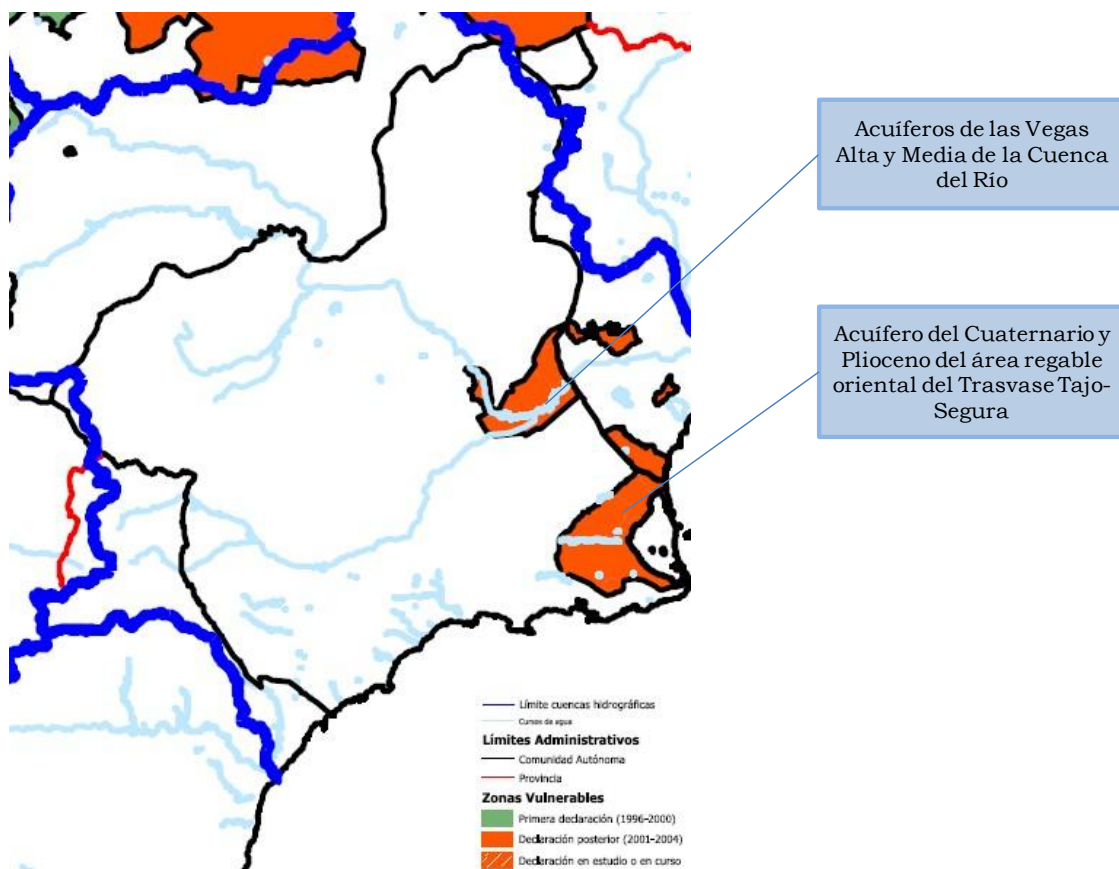 Acuíferos de las Vegas
Alta y Media de la Cuenca
del Río
Acuífero del Cuaternario y
Plioceno del área regable
oriental del Trasvase Tajo-
Segura
Límite cuencas hidrográficas
Cursos de agua
Límites Administrativos
Comunidad Autónoma
Provincia
Zonas Vulnerables
Primera declaración (1996-2000)
Declaración posterior (2001-2004)
Declaración en estudio o en curso